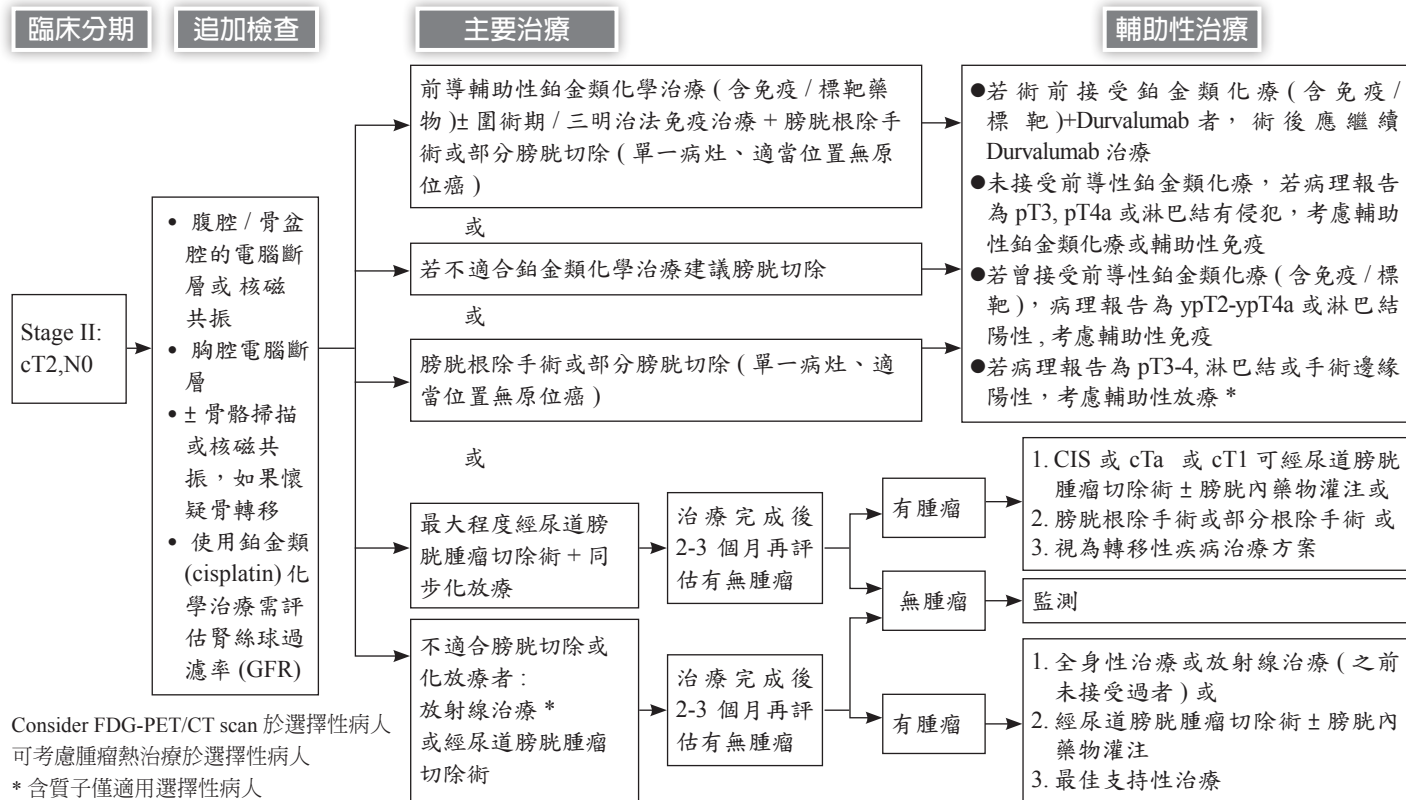 臨床分期
追加檢查
主要治療
輔助性治療
Stage II:
cT2,N0
• 腹腔 / 骨盆
腔的電腦斷
層或 核磁
共振
• 胸腔電腦斷
層
• ± 骨骼掃描
或核磁共
振，如果懷
疑骨轉移
• 使用鉑金類
(cisplatin) 化
學治療需評
估腎絲球過
濾率 (GFR)
前導輔助性鉑金類化學治療 ( 含免疫 / 標靶藥
物 )± 圍術期 / 三明治法免疫治療 + 膀胱根除手
術或部分膀胱切除 ( 單一病灶、適當位置無原
位癌 )
或
若不適合鉑金類化學治療建議膀胱切除
或
膀胱根除手術或部分膀胱切除 ( 單一病灶、適
當位置無原位癌 )
或
●若術前接受鉑金類化療 ( 含免疫 /
標靶 )+Durvalumab 者，術後應繼續
Durvalumab 治療
●未接受前導性鉑金類化療，若病理報告
為 pT3, pT4a 或淋巴結有侵犯，考慮輔助
性鉑金類化療或輔助性免疫
●若曾接受前導性鉑金類化療 ( 含免疫 / 標
靶 )，病理報告為 ypT2-ypT4a 或淋巴結
陽性 , 考慮輔助性免疫
●若病理報告為 pT3-4, 淋巴結或手術邊緣
陽性，考慮輔助性放療 *
最大程度經尿道膀
胱腫瘤切除術 + 同
步化放療
治療完成後
2-3 個月再評
估有無腫瘤
有腫瘤
1. CIS 或 cTa 或 cT1 可經尿道膀胱
腫瘤切除術 ± 膀胱內藥物灌注或
2. 膀胱根除手術或部分根除手術 或
3. 視為轉移性疾病治療方案
無腫瘤
監測
不適合膀胱切除或
化放療者 :
放射線治療 *
或經尿道膀胱腫瘤
切除術
治療完成後
2-3 個月再評
估有無腫瘤
有腫瘤
1. 全身性治療或放射線治療 ( 之前
未接受過者 ) 或
2. 經尿道膀胱腫瘤切除術 ± 膀胱內
藥物灌注
3. 最佳支持性治療
Consider FDG-PET/CT scan 於選擇性病人
可考慮腫瘤熱治療於選擇性病人
* 含質子僅適用選擇性病人